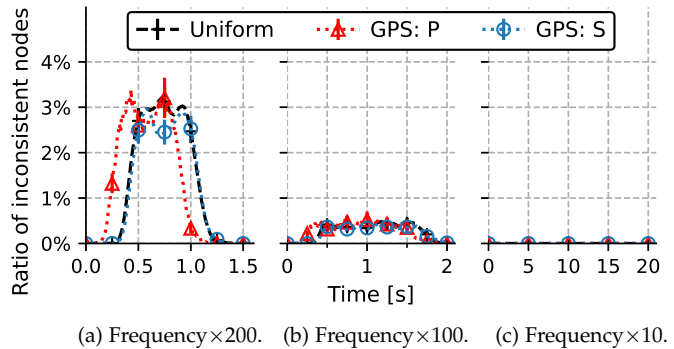 Uniform GPS: P GPS: S
Ratio of inconsistent nodes
4%
3%
2%
1%
0%
0.0 0.5 1.0 1.5 0 1 2 0 5 10 15 20
Time [s]
(a) Frequency×200. (b) Frequency×100. (c) Frequency×10.